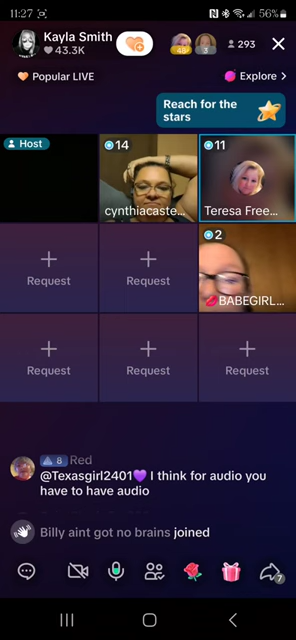 11:27
56%
Kayla Smith
43.3K
293
Popular LIVE
Explore >
Reach for the
stars
Host
14
cynthiacaste...
11
Teresa Free...
Request
Request
2
BABEGIRL...
Request
Request
Request
8 Red
@Texasgirl2401💜 I think for audio you
have to have audio
Billy aint got no brains joined
7